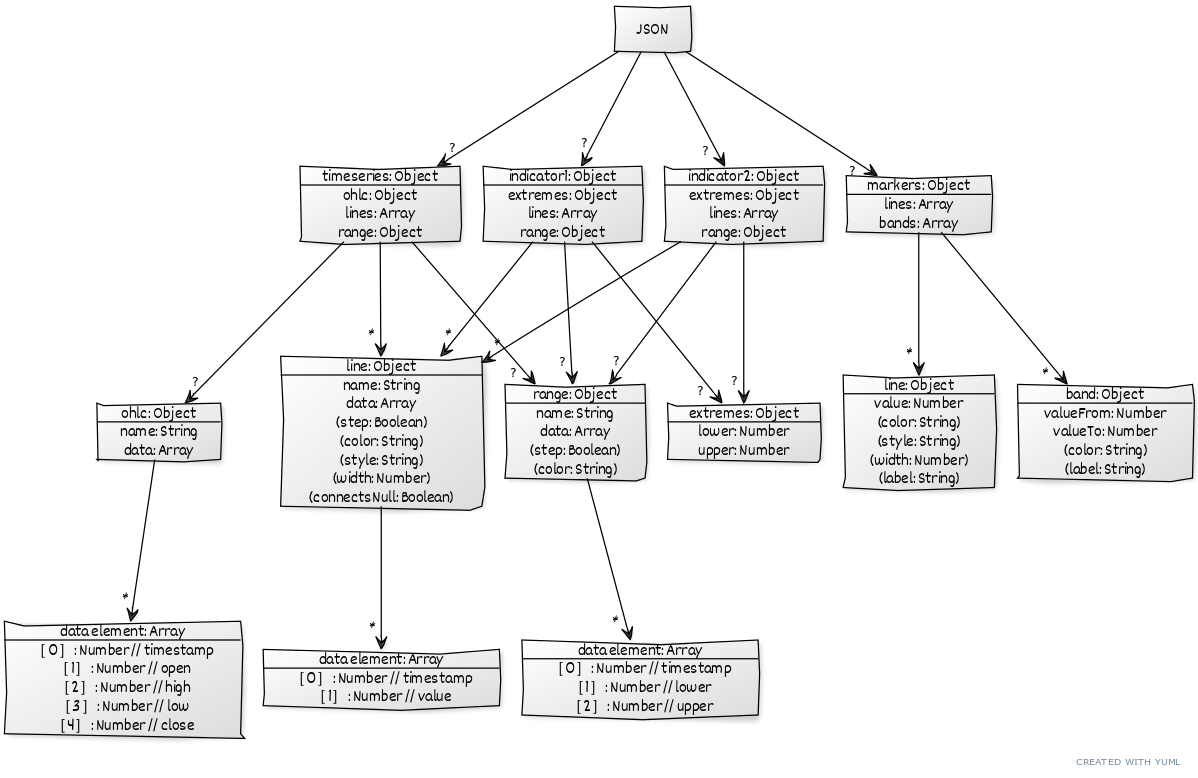 JSON
?
?
?
?
timeseries: Object
ohlc: Object
lines: Array
range: Object
indicator1: Object
extremes: Object
lines: Array
range: Object
indicator2: Object
extremes: Object
lines: Array
range: Object
markers: Object
lines: Array
bands: Array
?
*
*
*
?
?
?
?
?
*
*
ohlc: Object
name: String
data: Array
line: Object
name: String
data: Array
(step: Boolean)
(color: String)
(style: String)
(width: Number)
(connectsNull: Boolean)
range: Object
name: String
data: Array
(step: Boolean)
(color: String)
extremes: Object
lower: Number
upper: Number
line: Object
value: Number
(color: String)
(style: String)
(width: Number)
(label: String)
band: Object
valueFrom: Number
valueTo: Number
(color: String)
(label: String)
*
*
*
data element: Array
[0] : Number // timestamp
[1] : Number // open
[2] : Number // high
[3] : Number // low
[4] : Number // close
data element: Array
[0] : Number // timestamp
[1] : Number // value
data element: Array
[0] : Number // timestamp
[1] : Number // lower
[2] : Number // upper
CREATED WITH YUML